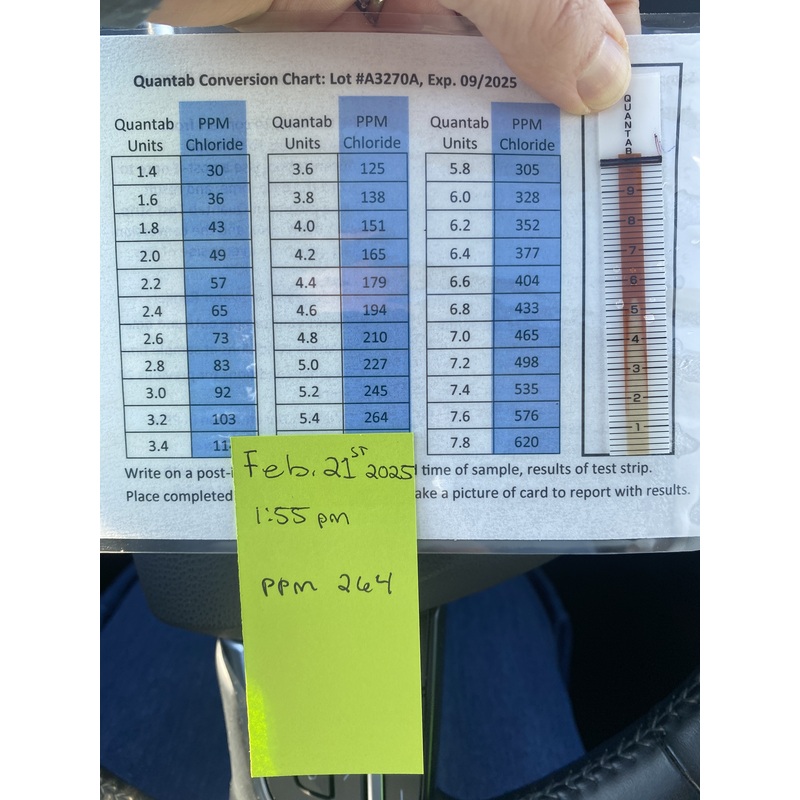 Quantab Conversion Chart: Lot #A3270A, Exp. 09/2025
Quantab Units PPM Chloride Quantab Units PPM Chloride Quantab Units PPM Chloride
1.4 30 3.6 125 5.8 305
1.6 36 3.8 138 6.0 328
1.8 43 4.0 151 6.2 352
2.0 49 4.2 165 6.4 377
2.2 57 4.4 179 6.6 404
2.4 65 4.6 194 6.8 433
2.6 73 4.8 210 7.0 465
2.8 83 5.0 227 7.2 498
3.0 92 5.2 245 7.4 535
3.2 103 5.4 264 7.6 576
3.4 7.8 620
Write on a post- time of sample, results of test strip.
Place completed ake a picture of card to report with results.
Feb. 21ST 2025
1:55 pm
PPM 264
QUANTAB
9
8
7
6
5
4
3
2
1